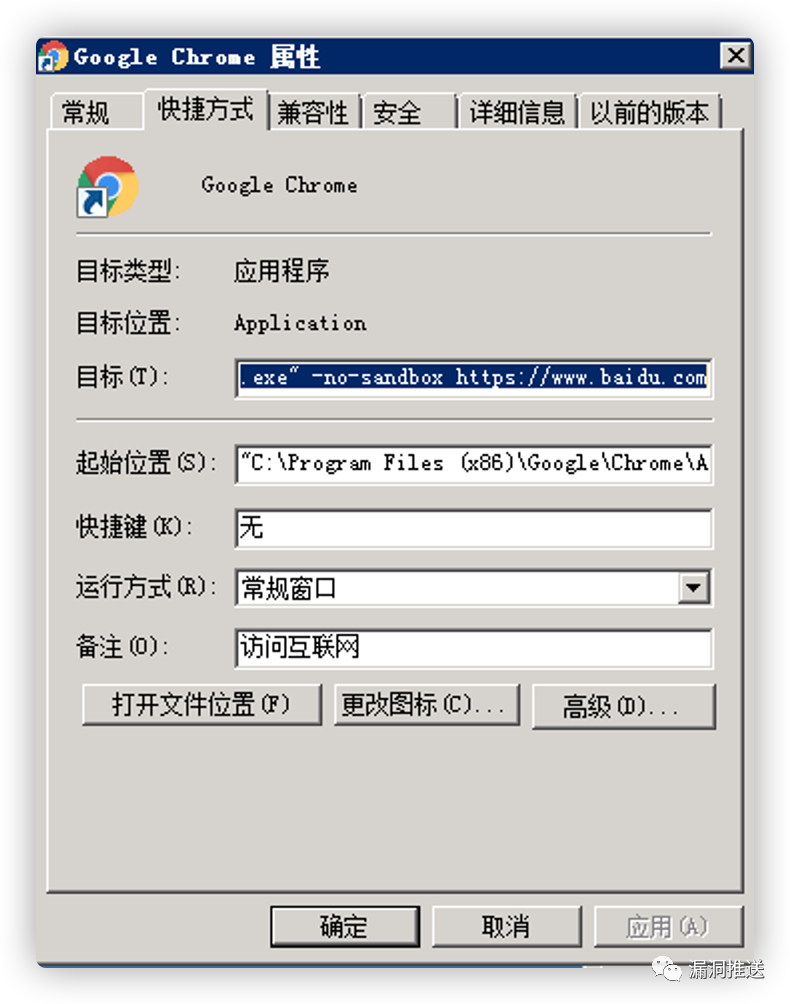 Google Chrome 属性
常规 快捷方式 兼容性 安全 详细信息 以前的版本
Google Chrome
目标类型: 应用程序
目标位置: Application
目标(T): .exe" -no-sandbox https://www.baidu.com
起始位置(S): "C:\Program Files (x86)\Google\Chrome\A
快捷键(K): 无
运行方式(R): 常规窗口
备注(O): 访问互联网
打开文件位置(F) 更改图标(C)... 高级(D)...
确定 取消 应用(A)
漏洞推送